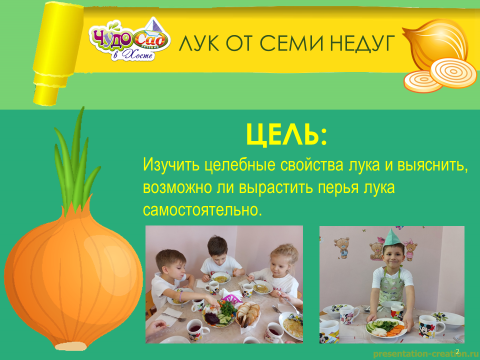 Чудо Сад
в Хосте
ЛУК ОТ СЕМИ НЕДУГ
ЦЕЛЬ:
Изучить целебные свойства лука и выяснить,
возможно ли вырастить перья лука
самостоятельно.
presentation-creation.ru